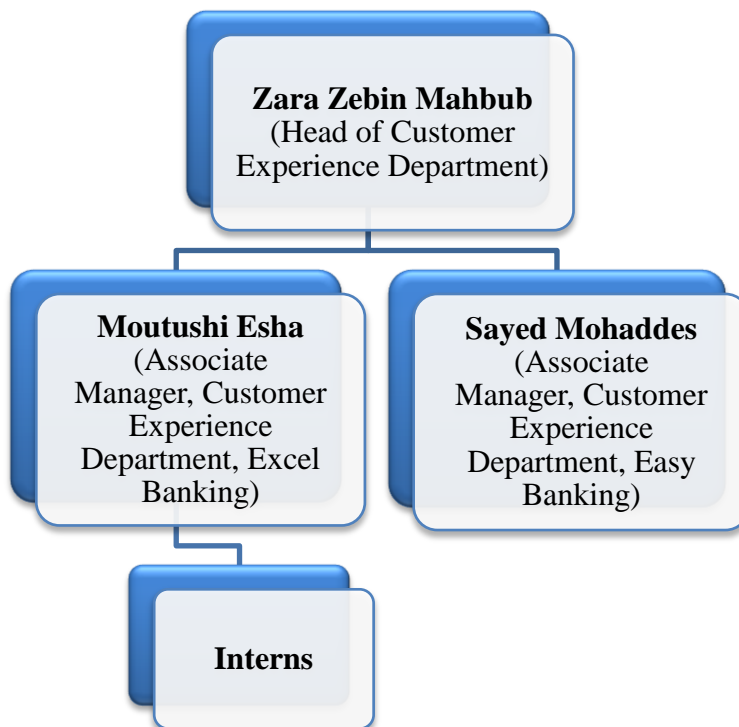 Zara Zebin Mahbub
(Head of Customer
Experience Department)
Moutushi Esha
(Associate
Manager, Customer
Experience
Department, Excel
Banking)
Sayed Mohaddes
(Associate
Manager, Customer
Experience
Department, Easy
Banking)
Interns